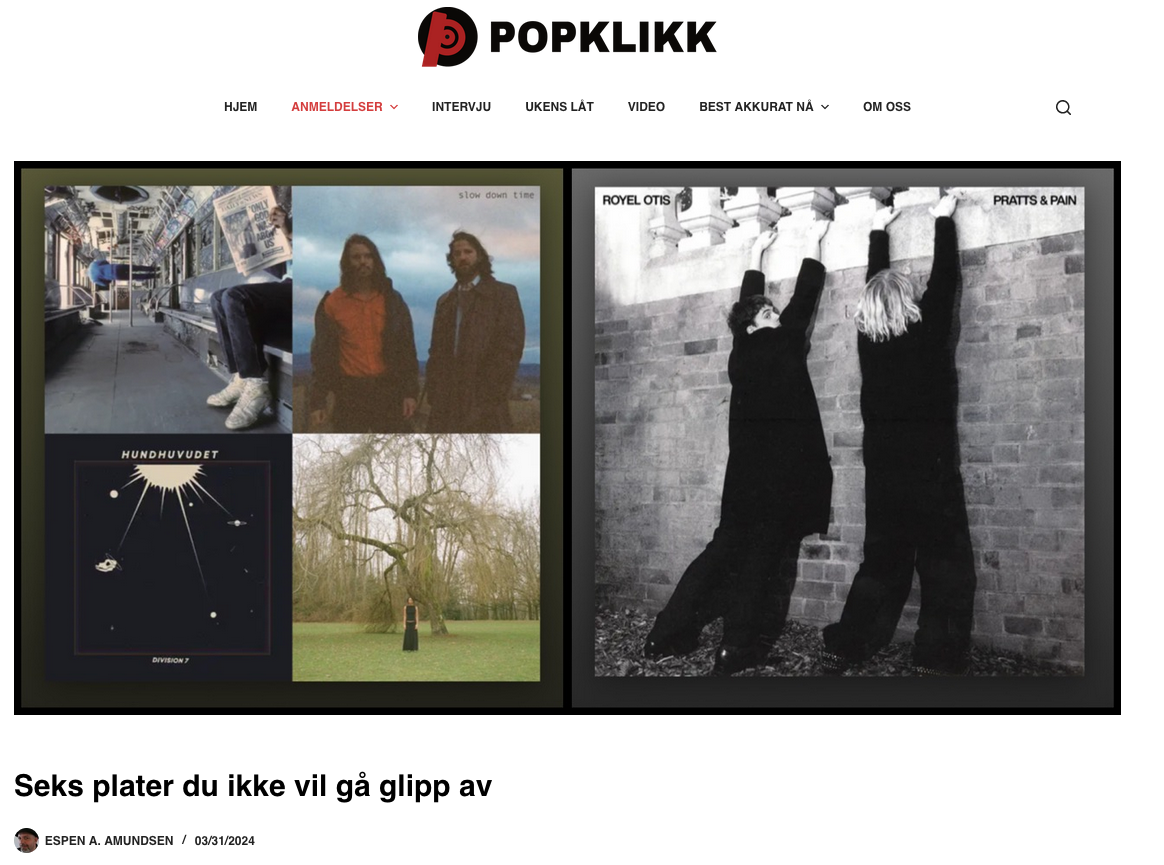 POPKLIKK
HJEM ANMELDELSER INTERVJU UKENS LÅT VIDEO BEST AKKURAT NÅ OM OSS
slow down time
HUNDHUVUDET
DIVISION 7
ROYEL OTIS PRATTS & PAIN
Seks plater du ikke vil gå glipp av
ESPEN A. AMUNDSEN / 03/31/2024